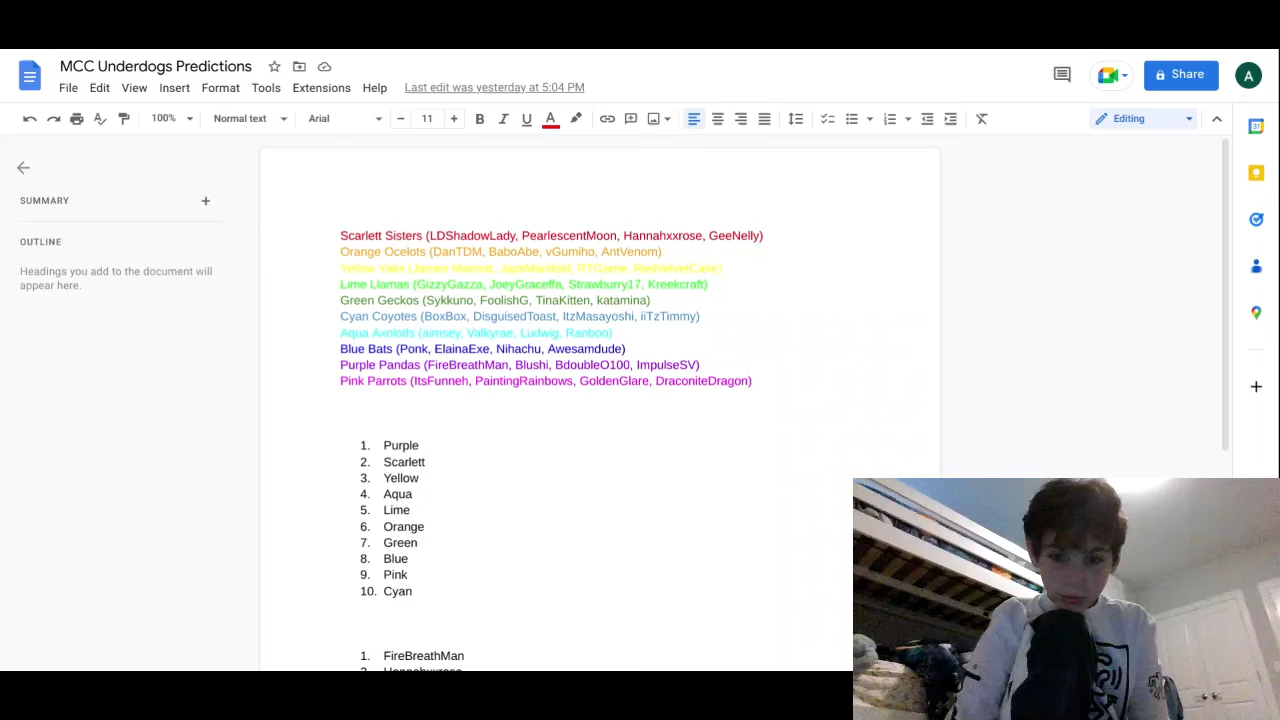 MCC Underdogs Predictions
File Edit View Insert Format Tools Extensions Help Last edit was yesterday at 5:04 PM
Share
A
100% Normal text Arial 11 Editing
SUMMARY
OUTLINE
Headings you add to the document will
appear here.
Scarlett Sisters (LDShadowLady, PearlescentMoon, Hannahxxrose, GeeNelly)
Orange Ocelots (DanTDM, BaboAbe, vGumiho, AntVenom)
Yellow Yaks (James Marriott, JackManifold, RTGame, RedVelvetCake)
Lime Llamas (GizzyGazza, JoeyGraceffa, Strawburry17, Kreekcraft)
Green Geckos (Sykkuno, FoolishG, TinaKitten, katamina)
Cyan Coyotes (BoxBox, DisguisedToast, ItzMasayoshi, iiTzTimmy)
Aqua Axolotls (aimsey, Valkyrae, Ludwig, Ranboo)
Blue Bats (Ponk, ElainaExe, Nihachu, Awesamdude)
Purple Pandas (FireBreathMan, Blushi, BdoubleO100, ImpulseSV)
Pink Parrots (ItsFunneh, PaintingRainbows, GoldenGlare, DraconiteDragon)
1. Purple
2. Scarlett
3. Yellow
4. Aqua
5. Lime
6. Orange
7. Green
8. Blue
9. Pink
10. Cyan
1. FireBreathMan
2. Hannahxxrose